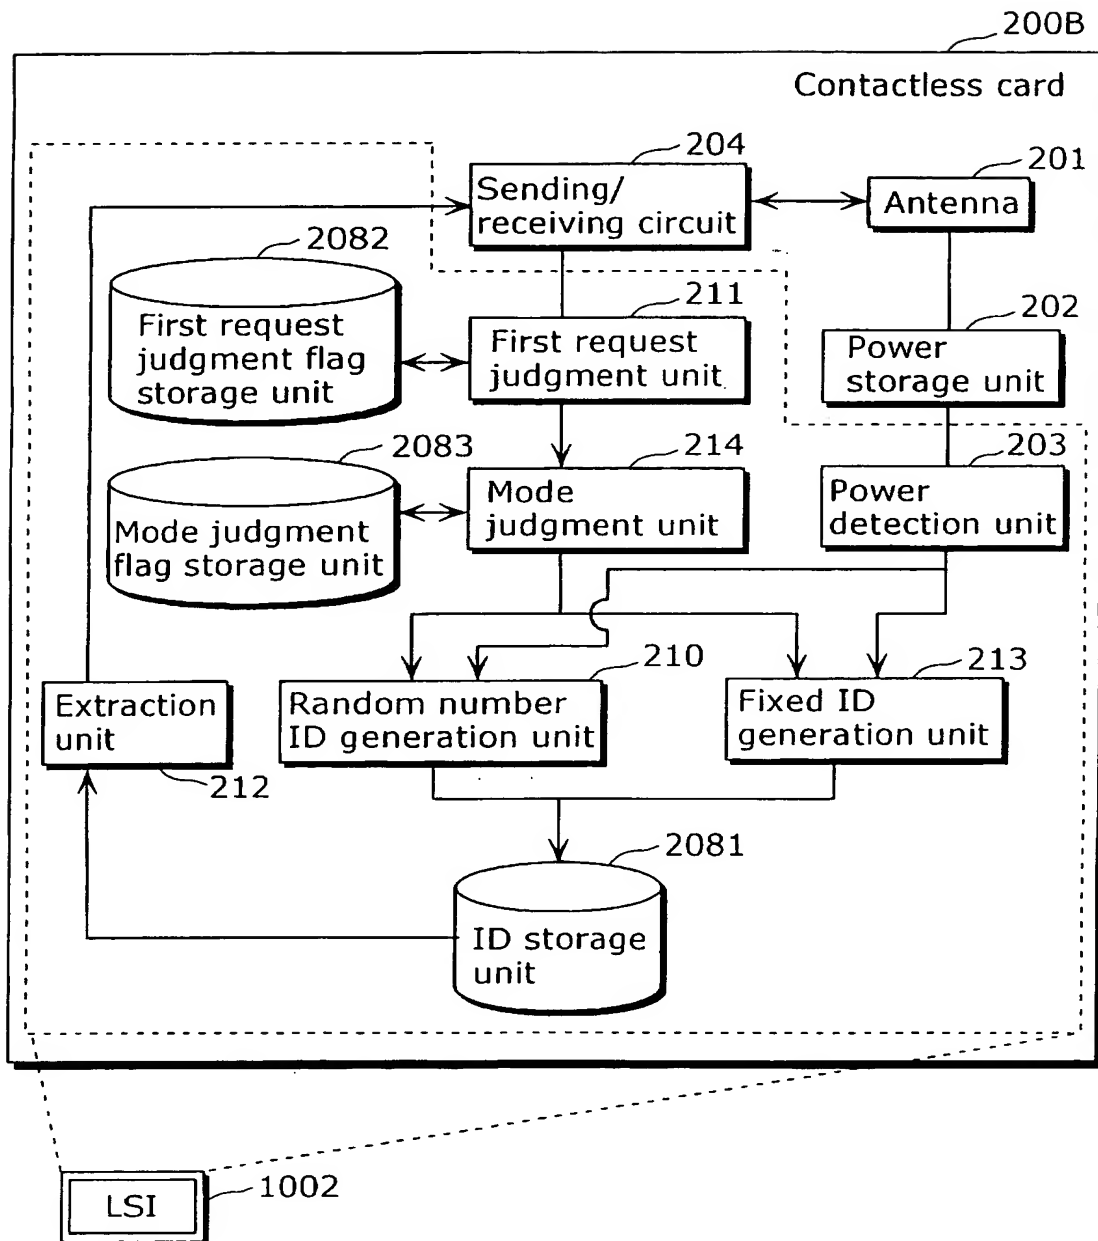 200B
Contactless card
204
Sending/
receiving circuit
201
Antenna
2082
First request
judgment flag
storage unit
211
First request
judgment unit
202
Power
storage unit
2083
Mode judgment
flag storage unit
214
Mode
judgment unit
203
Power
detection unit
Extraction
unit
212
210
Random number
ID generation unit
213
Fixed ID
generation unit
2081
ID storage
unit
LSI
1002